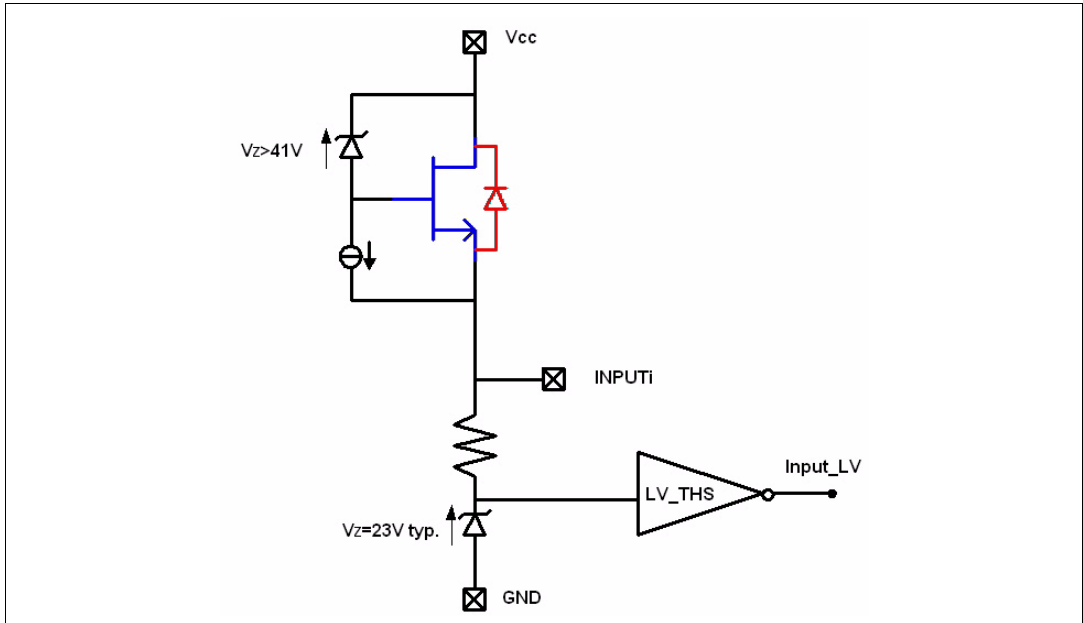 Vcc
Vz>41V
INPUTi
Input_LV
LV_THS
Vz=23V typ.
GND